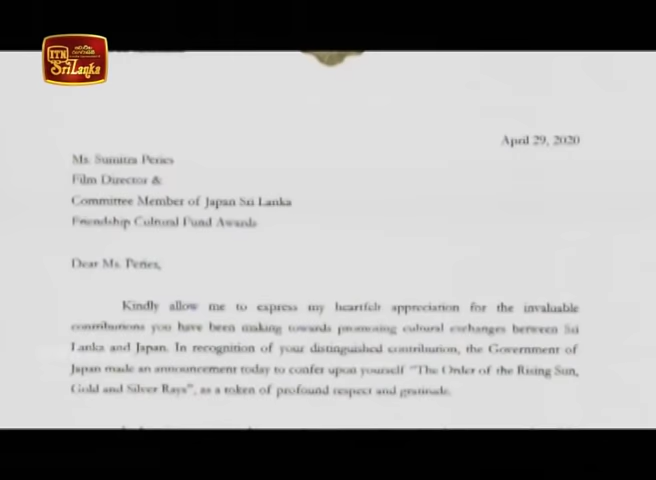 ITN
Sri Lanka
April 29, 2020
Ms. Sumitra Peries
Film Director &
Committee Member of Japan Sri Lanka
Friendship Cultural Fund Awards
Dear Ms. Peries,
Kindly allow me to express my heartfelt appreciation for the invaluable
contributions you have been making towards promoting cultural exchanges between Sri
Lanka and Japan. In recognition of your distinguished contribution, the Government of
Japan made an announcement today to confer upon yourself "The Order of the Rising Sun,
Gold and Silver Rays", as a token of profound respect and gratitude.